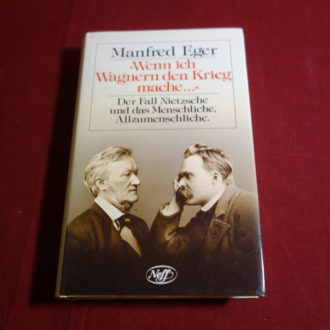 Manfred Eger
»Wenn ich
Wagnern den Krieg
mache...«
Der Fall Nietzsche
und das Menschliche,
Allzumenschliche.
Neff